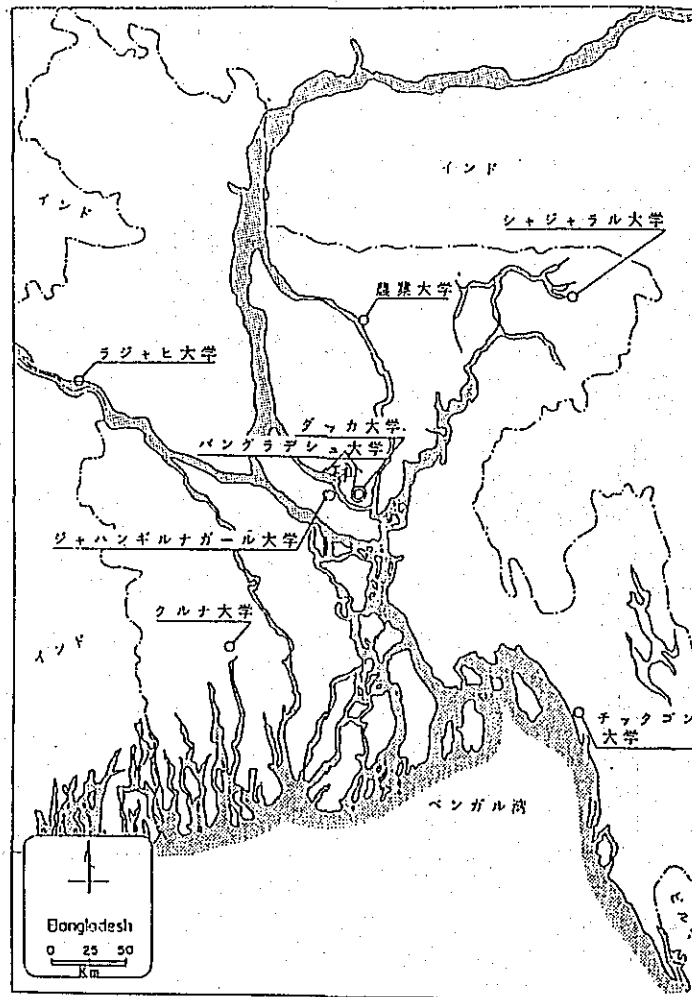 インド
インド
シャジャラル大学
農業大学
ラジャヒ大学
ダッカ大学
バングラデシュ大学
ジャハンギルナガール大学
クルナ大学
インド
チッタゴン
大学
ベンガル湾
Bangladesh
0 25 50
Km